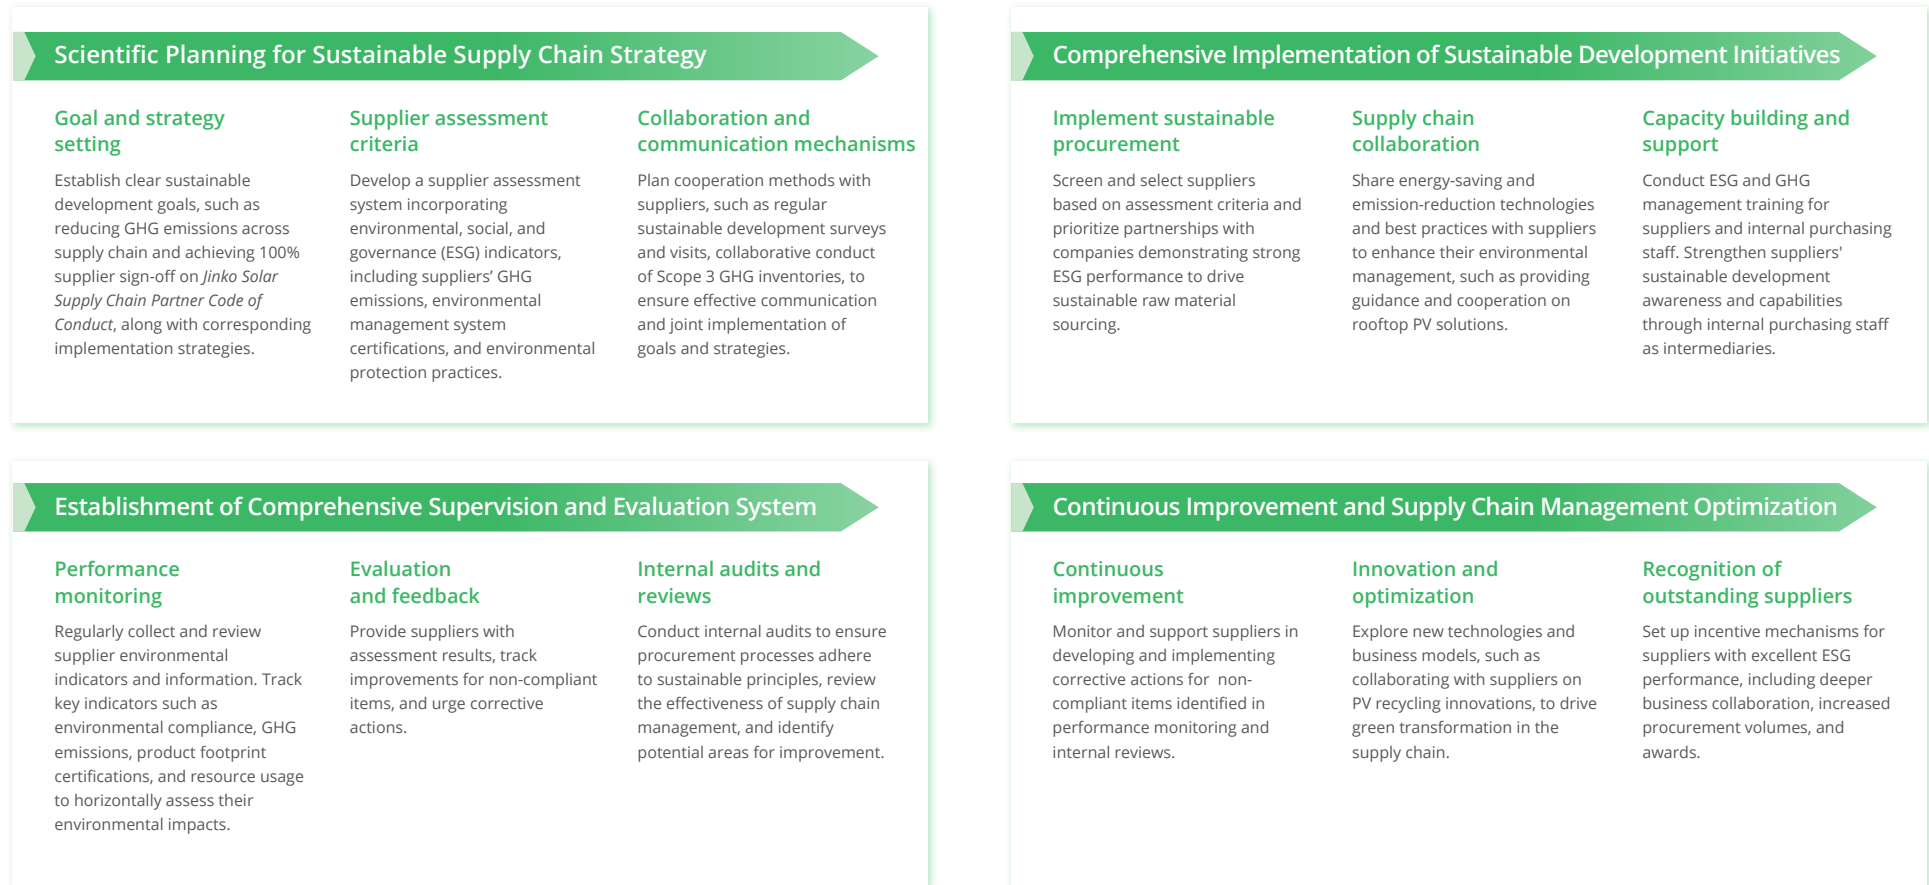 Scientific Planning for Sustainable Supply Chain Strategy
Goal and strategy
setting
Establish clear sustainable
development goals, such as
reducing GHG emissions across
supply chain and achieving 100%
supplier sign-off on Jinko Solar
Supply Chain Partner Code of
Conduct, along with corresponding
implementation strategies.
Supplier assessment
criteria
Develop a supplier assessment
system incorporating
environmental, social, and
governance (ESG) indicators,
including suppliers’ GHG
emissions, environmental
management system
certifications, and environmental
protection practices.
Collaboration and
communication mechanisms
Plan cooperation methods with
suppliers, such as regular
sustainable development surveys
and visits, collaborative conduct
of Scope 3 GHG inventories, to
ensure effective communication
and joint implementation of
goals and strategies.
Comprehensive Implementation of Sustainable Development Initiatives
Implement sustainable
procurement
Screen and select suppliers
based on assessment criteria and
prioritize partnerships with
companies demonstrating strong
ESG performance to drive
sustainable raw material
sourcing.
Supply chain
collaboration
Share energy-saving and
emission-reduction technologies
and best practices with suppliers
to enhance their environmental
management, such as providing
guidance and cooperation on
rooftop PV solutions.
Capacity building and
support
Conduct ESG and GHG
management training for
suppliers and internal purchasing
staff. Strengthen suppliers'
sustainable development
awareness and capabilities
through internal purchasing staff
as intermediaries.
Establishment of Comprehensive Supervision and Evaluation System
Performance
monitoring
Regularly collect and review
supplier environmental
indicators and information. Track
key indicators such as
environmental compliance, GHG
emissions, product footprint
certifications, and resource usage
to horizontally assess their
environmental impacts.
Evaluation
and feedback
Provide suppliers with
assessment results, track
improvements for non-compliant
items, and urge corrective
actions.
Internal audits and
reviews
Conduct internal audits to ensure
procurement processes adhere
to sustainable principles, review
the effectiveness of supply chain
management, and identify
potential areas for improvement.
Continuous Improvement and Supply Chain Management Optimization
Continuous
improvement
Monitor and support suppliers in
developing and implementing
corrective actions for non-
compliant items identified in
performance monitoring and
internal reviews.
Innovation and
optimization
Explore new technologies and
business models, such as
collaborating with suppliers on
PV recycling innovations, to drive
green transformation in the
supply chain.
Recognition of
outstanding suppliers
Set up incentive mechanisms for
suppliers with excellent ESG
performance, including deeper
business collaboration, increased
procurement volumes, and
awards.